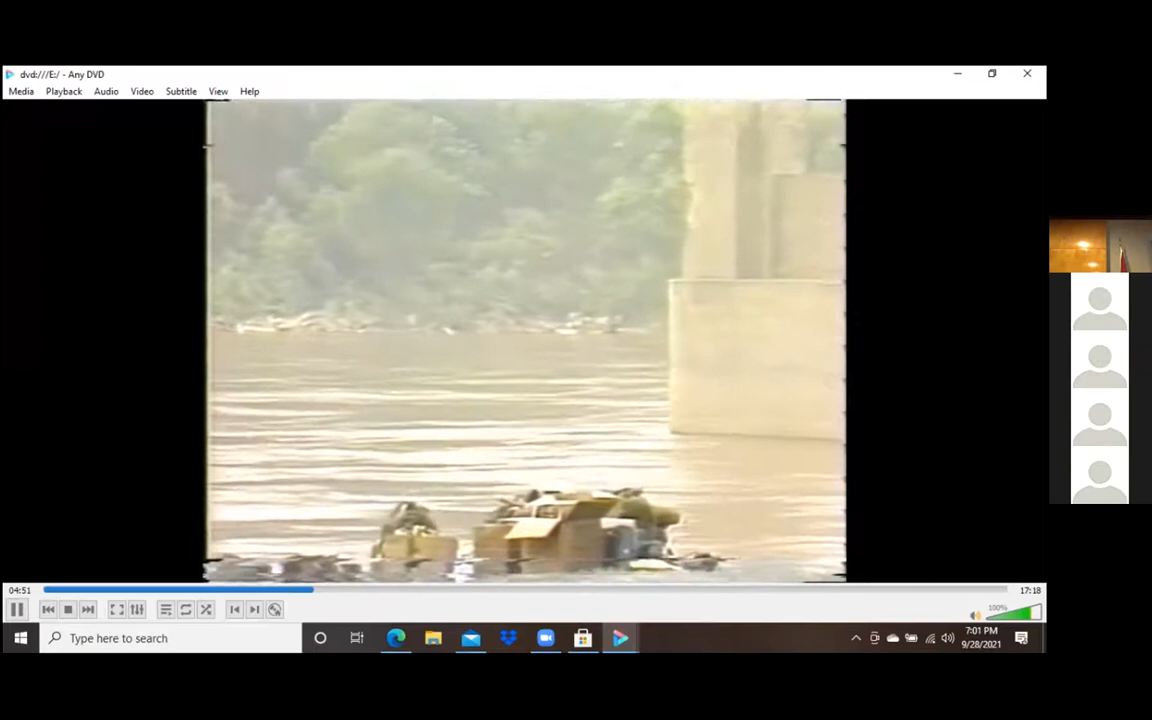 dvd:///E:/ - Any DVD
Media Playback Audio Video Subtitle View Help
04:51
17:18
100%
Type here to search
7:01 PM
9/28/2021